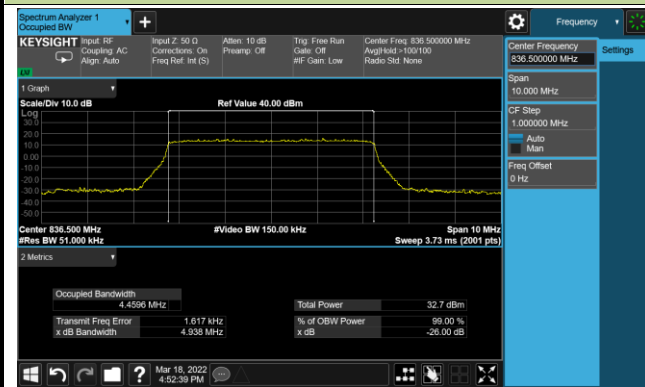 Spectrum Analyzer 1
Occupied BW
Frequency
KEYSIGHT
Input: RF
Coupling: AC
Align: Auto
Input Z: 50 Ω
Corrections: On
Freq Ref: Int (S)
Atten: 10 dB
Preamp: Off
Trig: Free Run
Gate: Off
#IF Gain: Low
Center Freq: 836.500000 MHz
Avg|Hold:>100/100
Radio Std: None
Center Frequency
836.500000 MHz
Settings
Span
10.000 MHz
CF Step
1.000000 MHz
Auto
Man
Freq Offset
0 Hz
1 Graph
Scale/Div 10.0 dB
Ref Value 40.00 dBm
Log
30.0
20.0
10.0
0.00
-10.0
-20.0
-30.0
-40.0
-50.0
Center 836.500 MHz
#Video BW 150.00 kHz
Span 10 MHz
#Res BW 51.000 kHz
Sweep 3.73 ms (2001 pts)
2 Metrics
Occupied Bandwidth
4.4596 MHz
Total Power 32.7 dBm
Transmit Freq Error 1.617 kHz
% of OBW Power 99.00 %
x dB Bandwidth 4.938 MHz
x dB -26.00 dB
Mar 18, 2022
4:52:39 PM